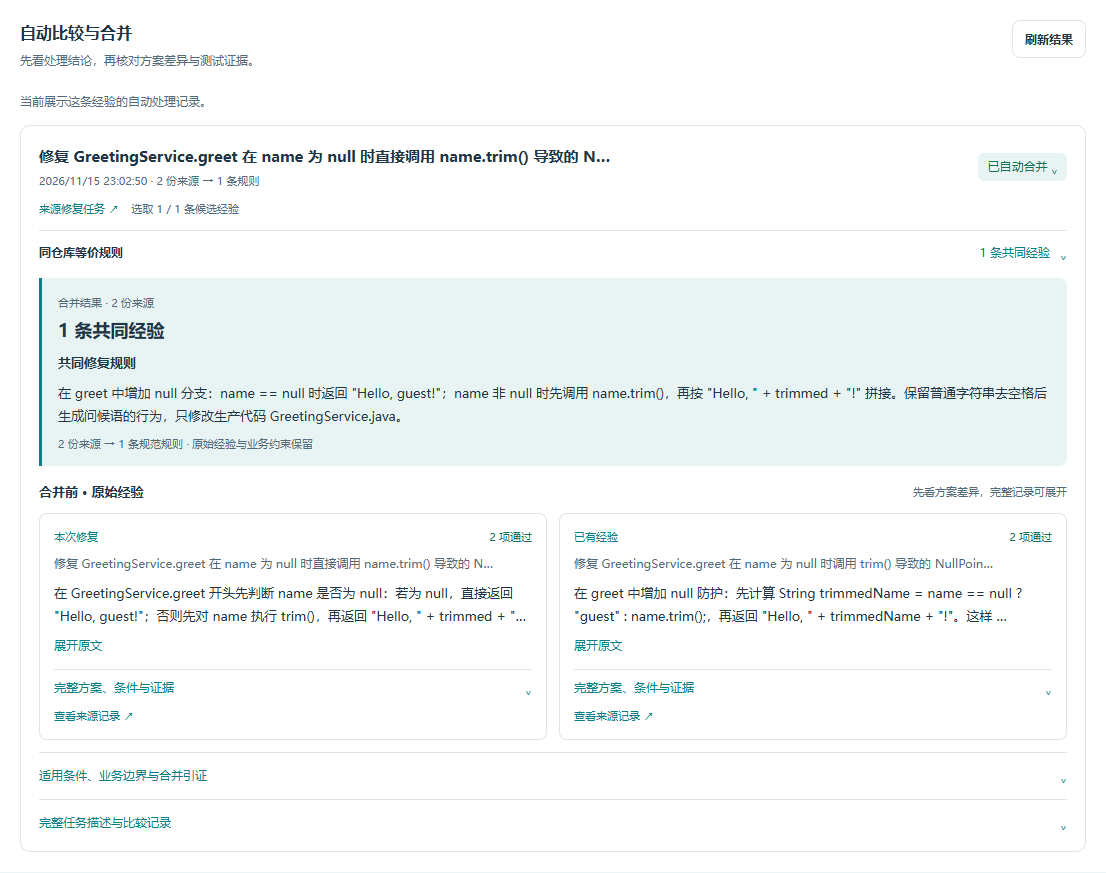 自动比较与合并
刷新结果
先看处理结论，再核对方案差异与测试证据。
当前展示这条经验的自动处理记录。
修复 GreetingService.greet 在 name 为 null 时直接调用 name.trim() 导致的 N...
已自动合并
2026/11/15 23:02:50 · 2 份来源 → 1 条规则
来源修复任务 ↗ 选取 1 / 1 条候选经验
同仓库等价规则
1 条共同经验
合并结果 · 2 份来源
1 条共同经验
共同修复规则
在 greet 中增加 null 分支：name == null 时返回 "Hello, guest!"；name 非 null 时先调用 name.trim()，再按 "Hello, " + trimmed + "!" 拼接。保留普通字符串去空格后
生成问候语的行为，只修改生产代码 GreetingService.java。
2 份来源 → 1 条规范规则 · 原始经验与业务约束保留
合并前 · 原始经验
先看方案差异，完整记录可展开
本次修复
2 项通过
修复 GreetingService.greet 在 name 为 null 时直接调用 name.trim() 导致的 N...
在 GreetingService.greet 开头先判断 name 是否为 null：若为 null，直接返回
"Hello, guest!"；否则先对 name 执行 trim()，再返回 "Hello, " + trimmed + "...
展开原文
完整方案、条件与证据
查看来源记录 ↗
已有经验
2 项通过
修复 GreetingService.greet 在 name 为 null 时调用 trim() 导致的 NullPoin...
在 greet 中增加 null 防护：先计算 String trimmedName = name == null ?
"guest" : name.trim();，再返回 "Hello, " + trimmedName + "!"。这样 ...
展开原文
完整方案、条件与证据
查看来源记录 ↗
适用条件、业务边界与合并引证
完整任务描述与比较记录